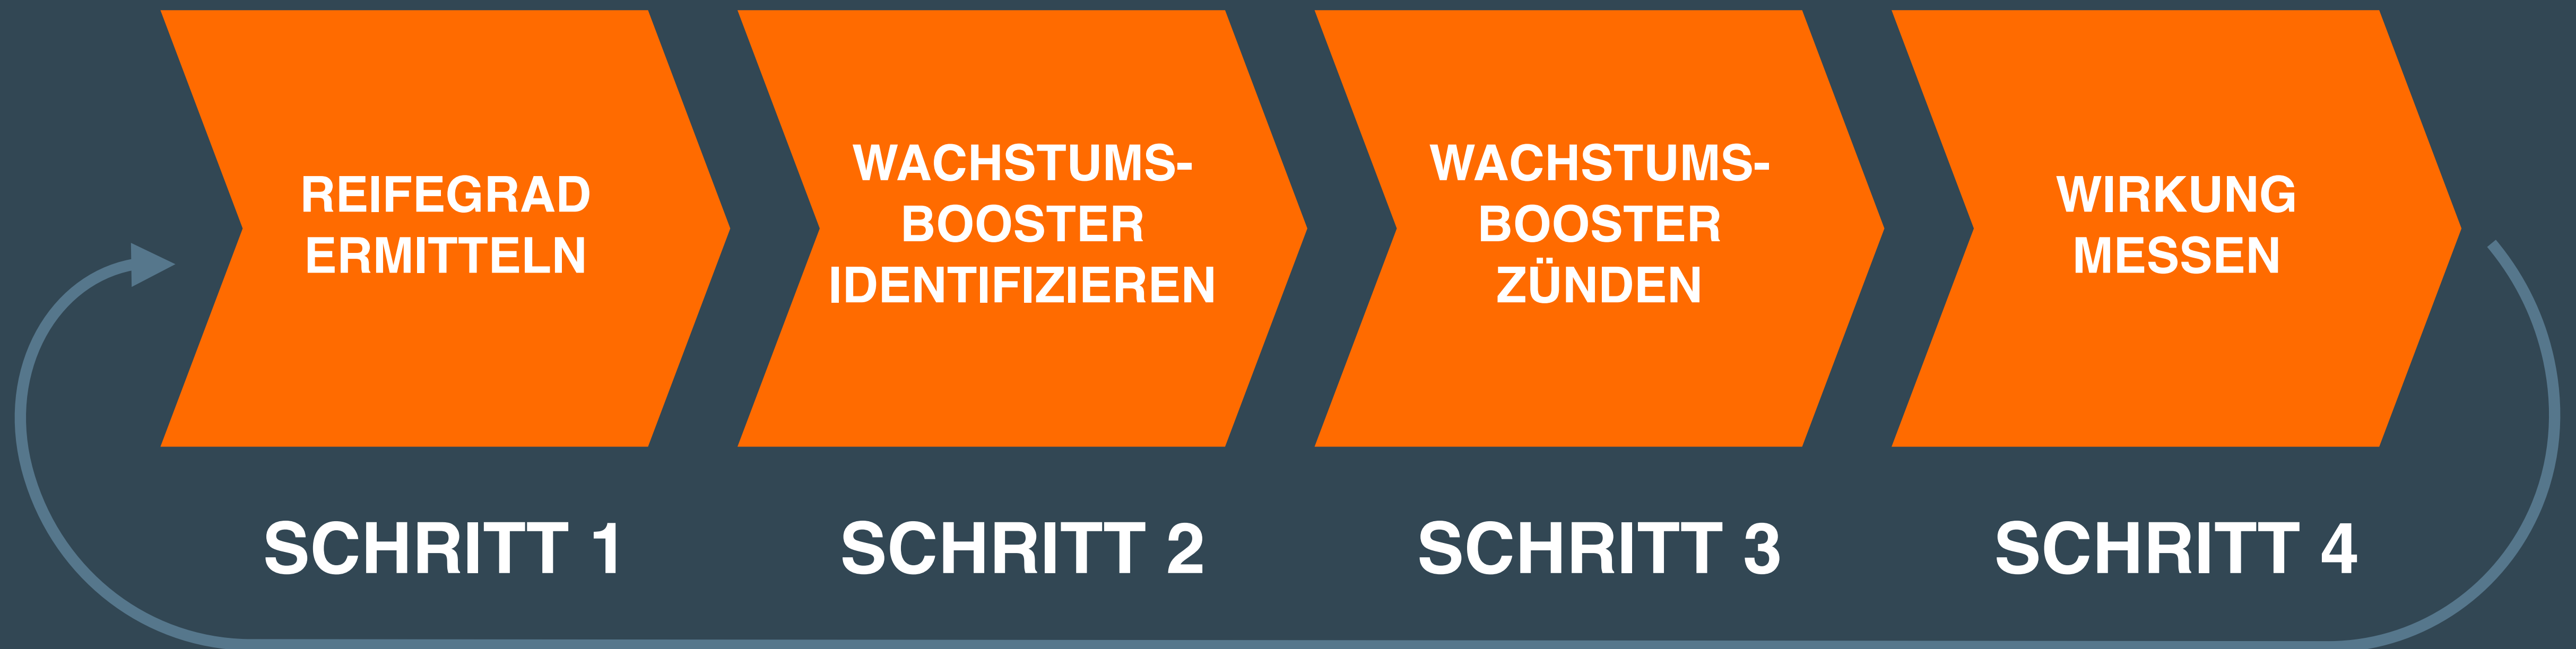 REIFEGRAD
ERMITTELN
WACHSTUMS-
BOOSTER
IDENTIFIZIEREN
WACHSTUMS-
BOOSTER
ZÜNDEN
WIRKUNG
MESSEN
SCHRITT 1
SCHRITT 2
SCHRITT 3
SCHRITT 4